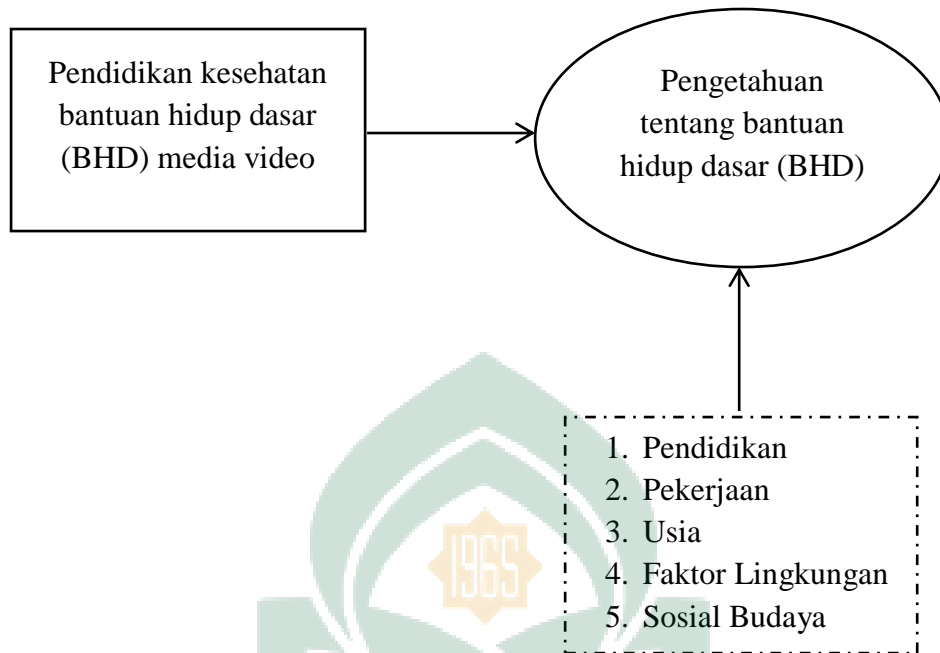 Pendidikan kesehatan
bantuan hidup dasar
(BHD) media video
Pengetahuan
tentang bantuan
hidup dasar (BHD)
1. Pendidikan
2. Pekerjaan
3. Usia
4. Faktor Lingkungan
5. Sosial Budaya
1965